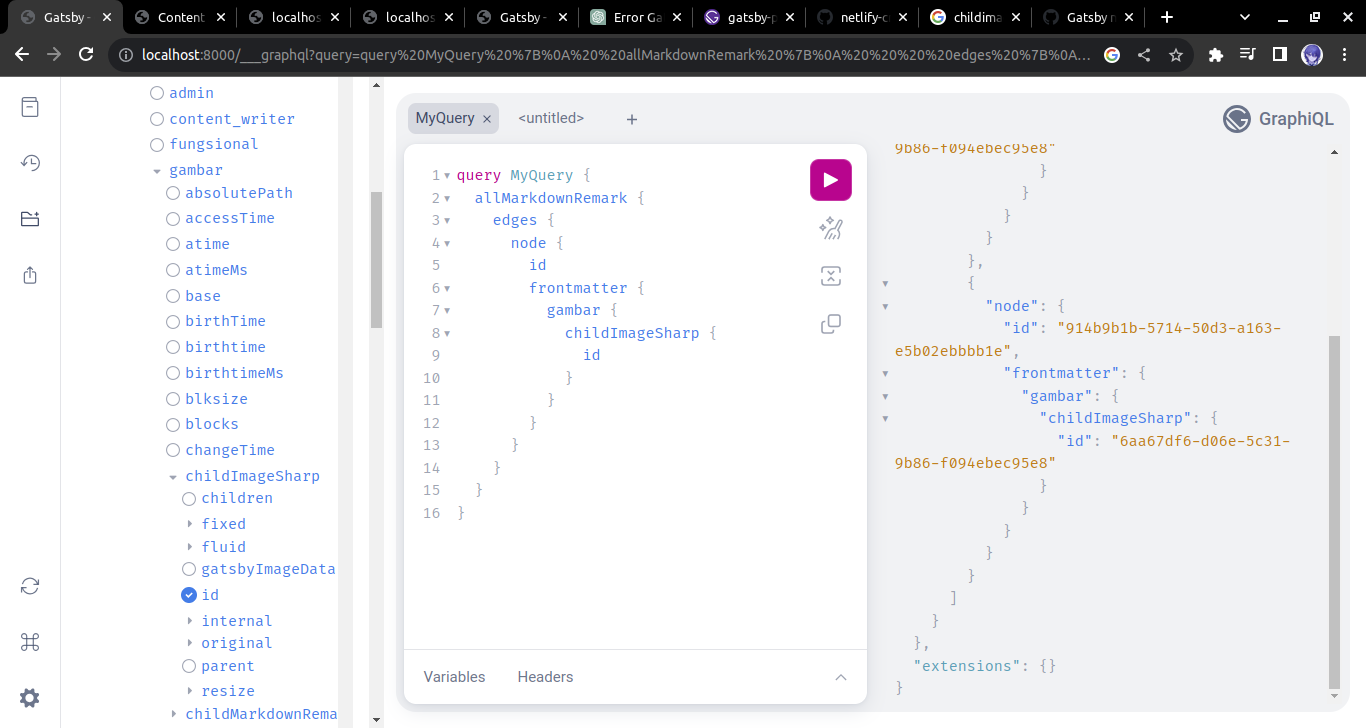 Gatsby -
Content
localhos
localhos
Gatsby -
Error Ga
gatsby-p
netlify-c
childima
Gatsby n
localhost:8000/___graphql?query=query%20MyQuery%20%7B%0A%20%20allMarkdownRemark%20%7B%0A%20%20%20%20edges%20%7B%0A...
admin
content_writer
fungsional
gambar
absolutePath
accessTime
atime
atimeMs
base
birthTime
birthtime
birthtimeMs
blksize
blocks
changeTime
childImageSharp
children
fixed
fluid
gatsbyImageData
id
internal
original
parent
resize
childMarkdownRema
MyQuery
<untitled>
GraphiQL
1 query MyQuery {
2 allMarkdownRemark {
3 edges {
4 node {
5 id
6 frontmatter {
7 gambar {
8 childImageSharp {
9 id
10 }
11 }
12 }
13 }
14 }
15 }
16 }
Variables Headers
9b86-f094ebec95e8"
}
}
}
}
},
{
"node": {
"id": "914b9b1b-5714-50d3-a163-
e5b02ebbbb1e",
"frontmatter": {
"gambar": {
"childImageSharp": {
"id": "6aa67df6-d06e-5c31-
9b86-f094ebec95e8"
}
}
}
}
}
]
}
},
"extensions": {}
}